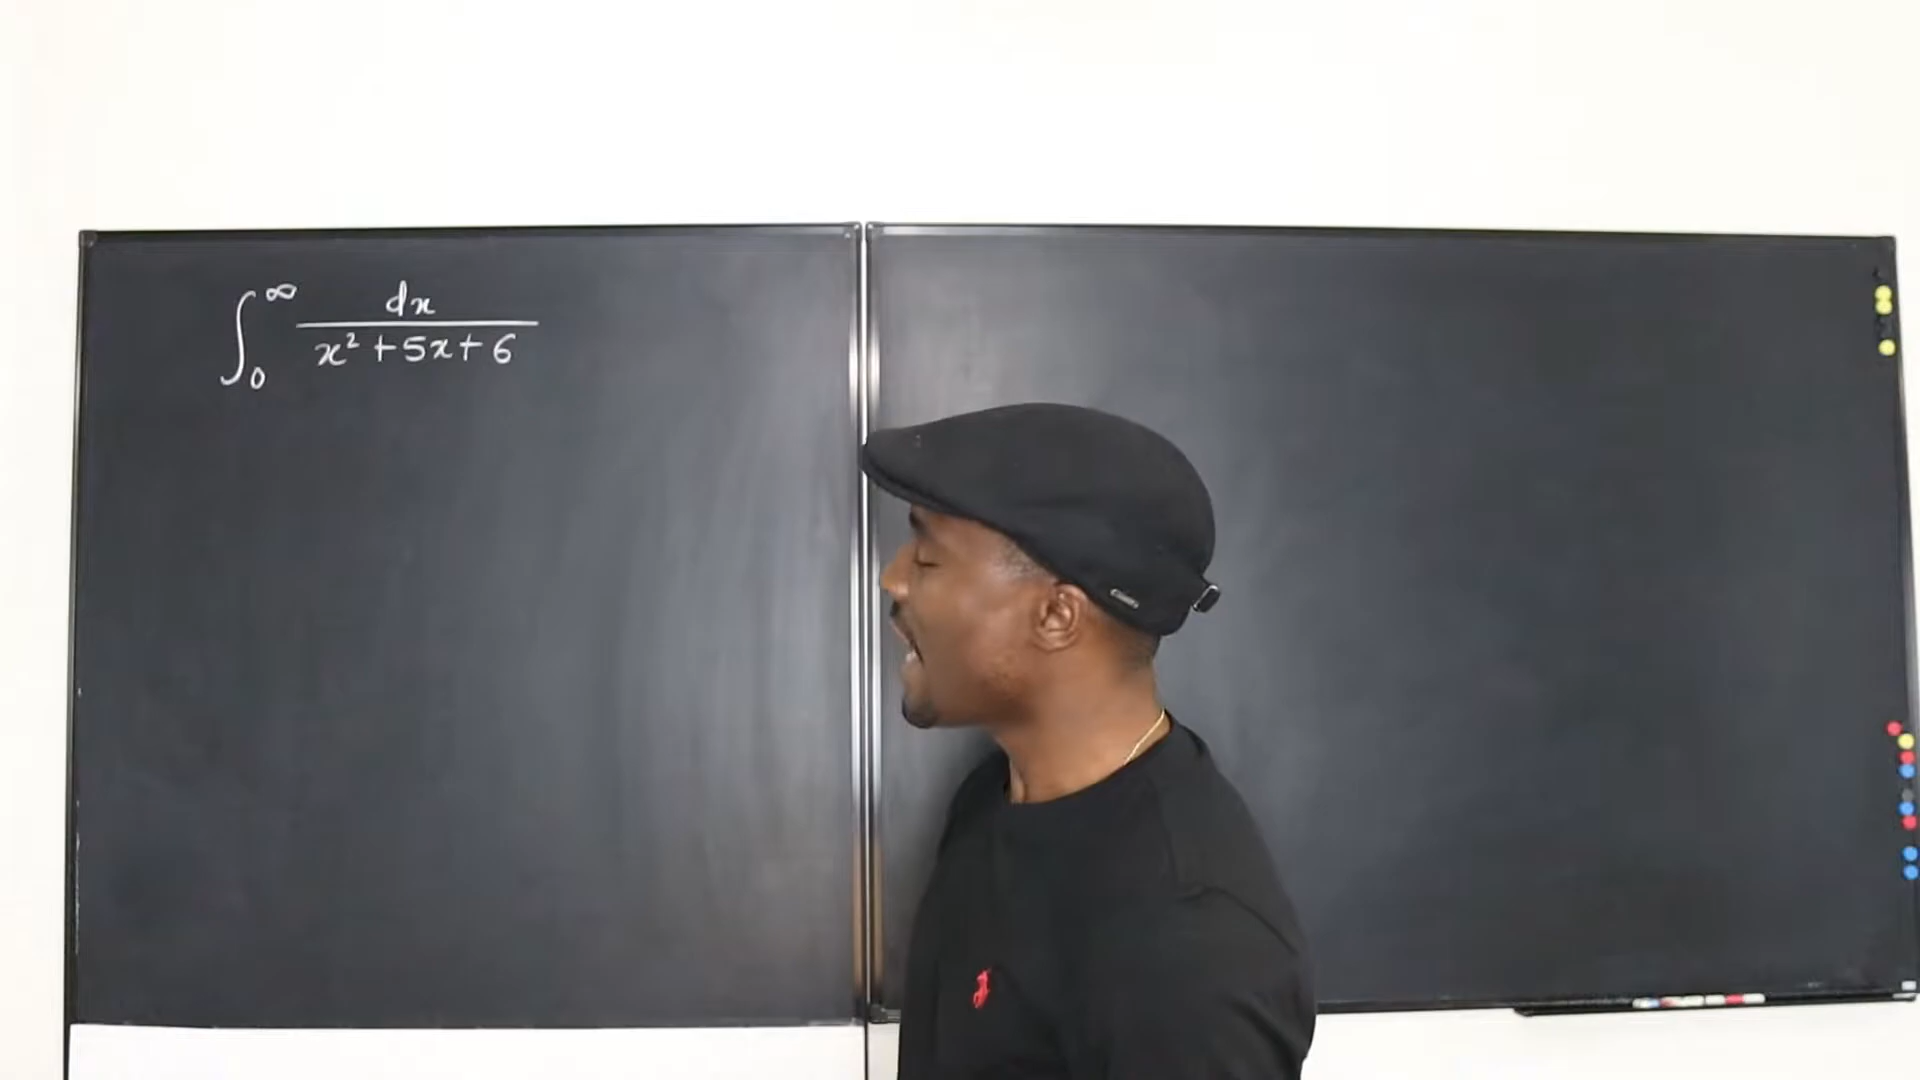 ∫₀^∞ dx / (x² + 5x + 6)